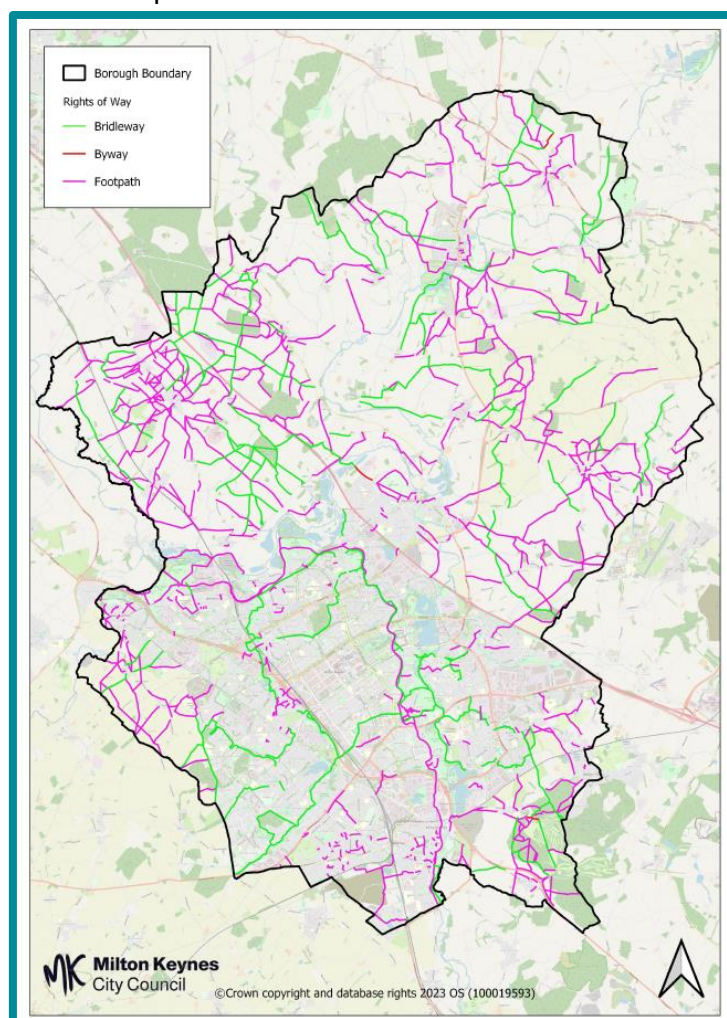 Borough Boundary
Rights of Way
Bridleway
Byway
Footpath
MK Milton Keynes
City Council
©Crown copyright and database rights 2023 OS (100019593)